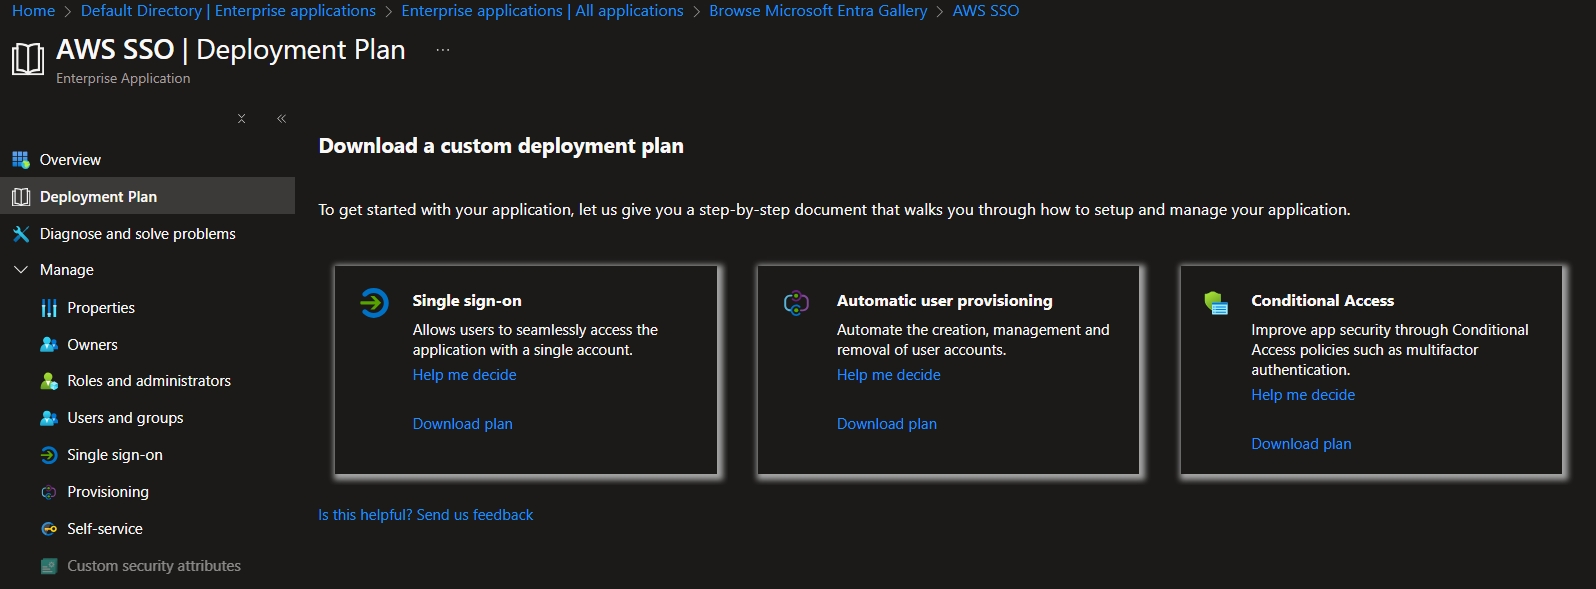 Home > Default Directory | Enterprise applications > Enterprise applications | All applications > Browse Microsoft Entra Gallery > AWS SSO
AWS SSO | Deployment Plan ...
Enterprise Application
Overview
Deployment Plan
Diagnose and solve problems
Manage
Properties
Owners
Roles and administrators
Users and groups
Single sign-on
Provisioning
Self-service
Custom security attributes
Download a custom deployment plan
To get started with your application, let us give you a step-by-step document that walks you through how to setup and manage your application.
Single sign-on
Allows users to seamlessly access the
application with a single account.
Help me decide
Download plan
Automatic user provisioning
Automate the creation, management and
removal of user accounts.
Help me decide
Download plan
Conditional Access
Improve app security through Conditional
Access policies such as multifactor
authentication.
Help me decide
Download plan
Is this helpful? Send us feedback